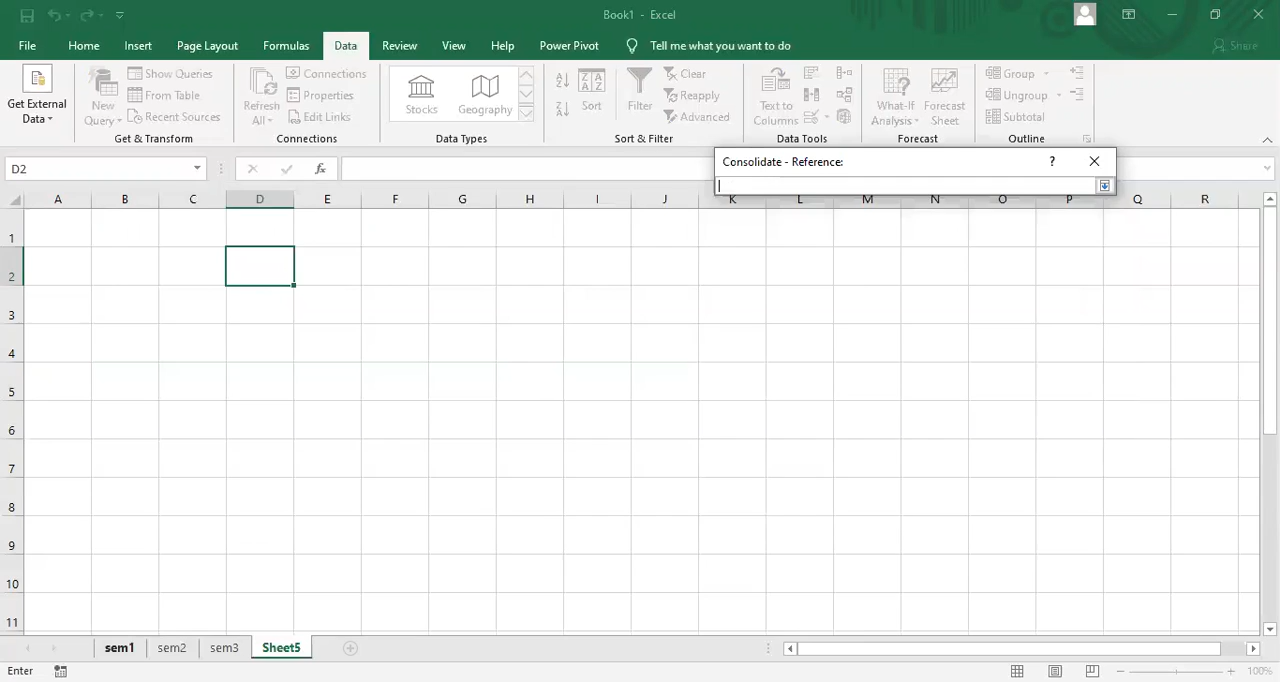 Book1 - Excel
Share
File Home Insert Page Layout Formulas Data Review View Help Power Pivot Tell me what you want to do
Get External Data
New Query
Show Queries
From Table
Recent Sources
Get & Transform
Refresh All
Connections
Properties
Edit Links
Connections
Stocks
Geography
Data Types
Sort
Filter
Clear
Reapply
Advanced
Sort & Filter
Text to Columns
Data Tools
What-If Analysis
Forecast Sheet
Forecast
Group
Ungroup
Subtotal
Outline
Consolidate - Reference:
?
D2
fx
A B C D E F G H I J K L M N O P Q R
1
2
3
4
5
6
7
8
9
10
11
sem1 sem2 sem3 Sheet5
Enter
100%